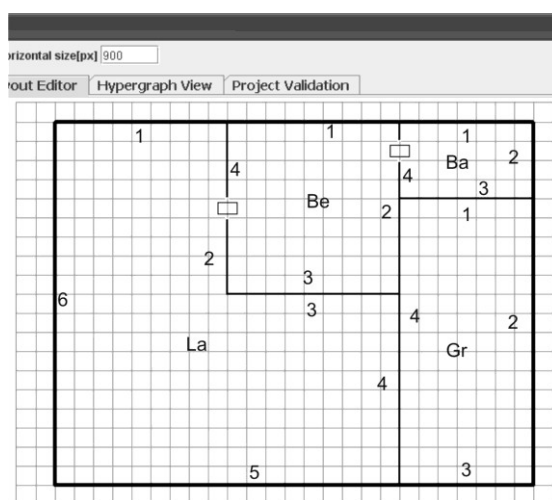 orizontal size[px] 900
out Editor Hypergraph View Project Validation
1 1 1
Ba 2
4 4
3
Be 2 1
2
3
6 3 4 2
La Gr
4
5 3